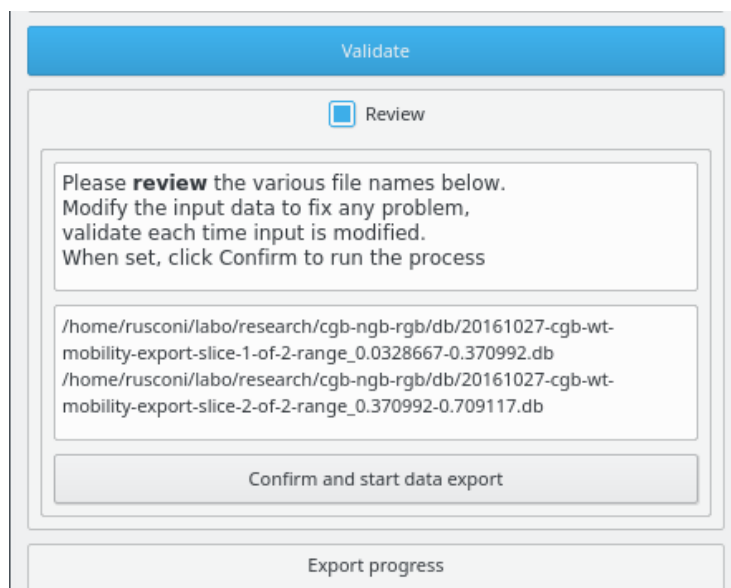 Validate
Review
Please review the various file names below.
Modify the input data to fix any problem,
validate each time input is modified.
When set, click Confirm to run the process
/home/rusconi/labo/research/cgb-ngb-rgb/db/20161027-cgb-wt-
mobility-export-slice-1-of-2-range_0.0328667-0.370992.db
/home/rusconi/labo/research/cgb-ngb-rgb/db/20161027-cgb-wt-
mobility-export-slice-2-of-2-range_0.370992-0.709117.db
Confirm and start data export
Export progress